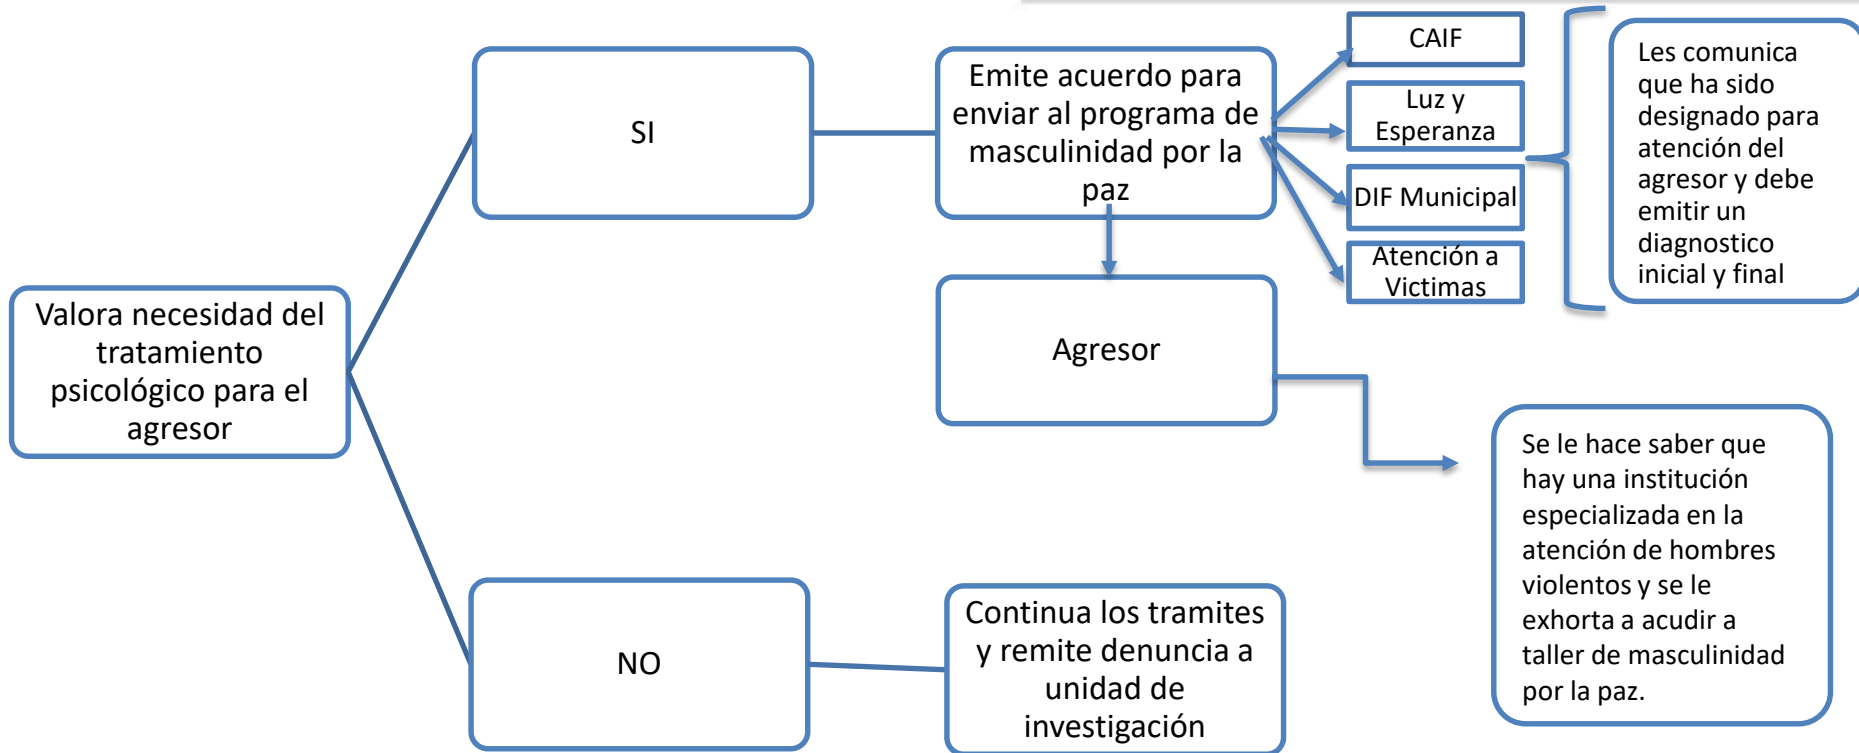 Valora necesidad del
tratamiento
psicológico para el
agresor
SI
Emite acuerdo para
enviar al programa de
masculinidad por la
paz
CAIF
Luz y
Esperanza
DIF Municipal
Atención a
Victimas
Les comunica
que ha sido
designado para
atención del
agresor y debe
emitir un
diagnostico
inicial y final
Agresor
Se le hace saber que
hay una institución
especializada en la
atención de hombres
violentos y se le
exhorta a acudir a
taller de masculinidad
por la paz.
NO
Continua los tramites
y remite denuncia a
unidad de
investigación